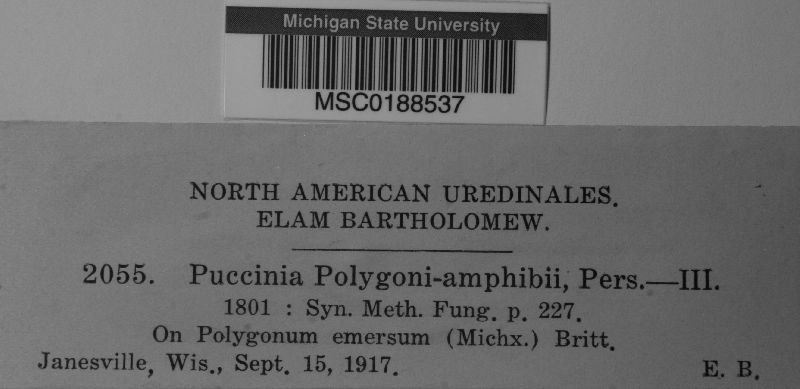 Michigan State University
MSC0188537
NORTH AMERICAN UREDINALES.
ELAM BARTHOLOMEW.
2055. Puccinia Polygoni-amphibii, Pers.—III.
1801 : Syn. Meth. Fung. p. 227.
On Polygonum emersum (Michx.) Britt.
Janesville, Wis., Sept. 15, 1917. E. B.